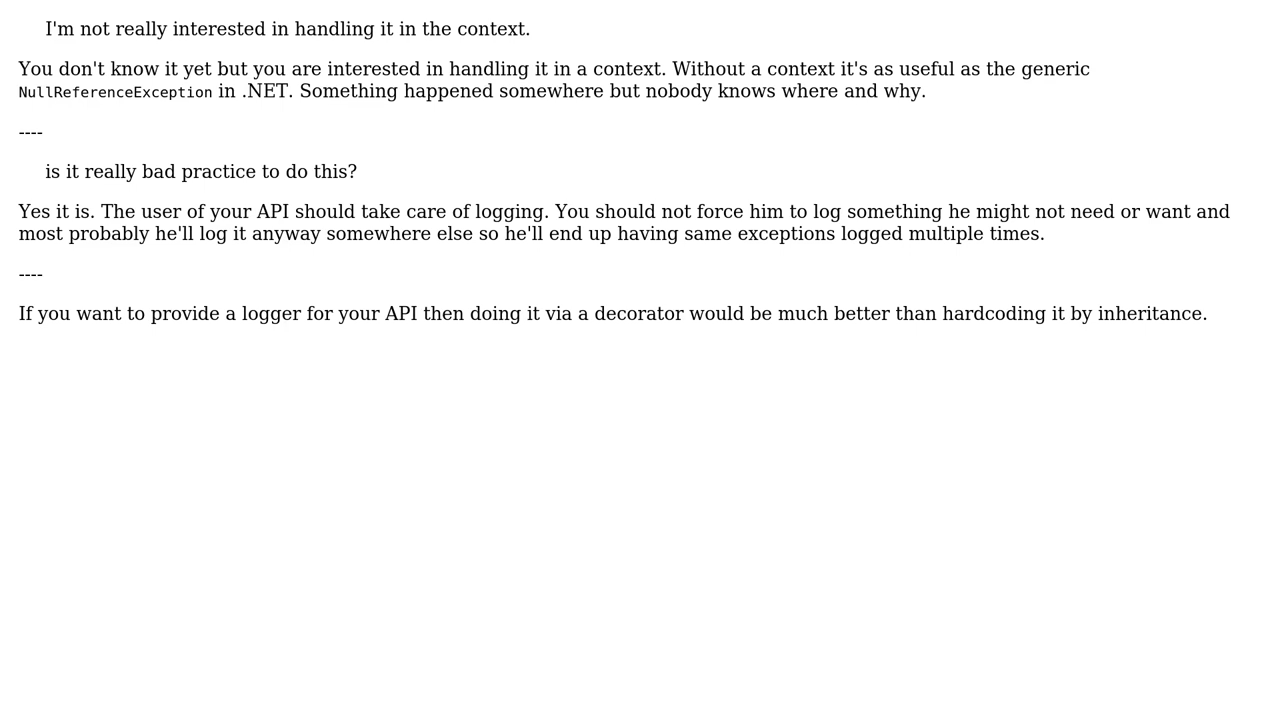 I'm not really interested in handling it in the context.
You don't know it yet but you are interested in handling it in a context. Without a context it's as useful as the generic
NullReferenceException in .NET. Something happened somewhere but nobody knows where and why.
----
is it really bad practice to do this?
Yes it is. The user of your API should take care of logging. You should not force him to log something he might not need or want and
most probably he'll log it anyway somewhere else so he'll end up having same exceptions logged multiple times.
----
If you want to provide a logger for your API then doing it via a decorator would be much better than hardcoding it by inheritance.